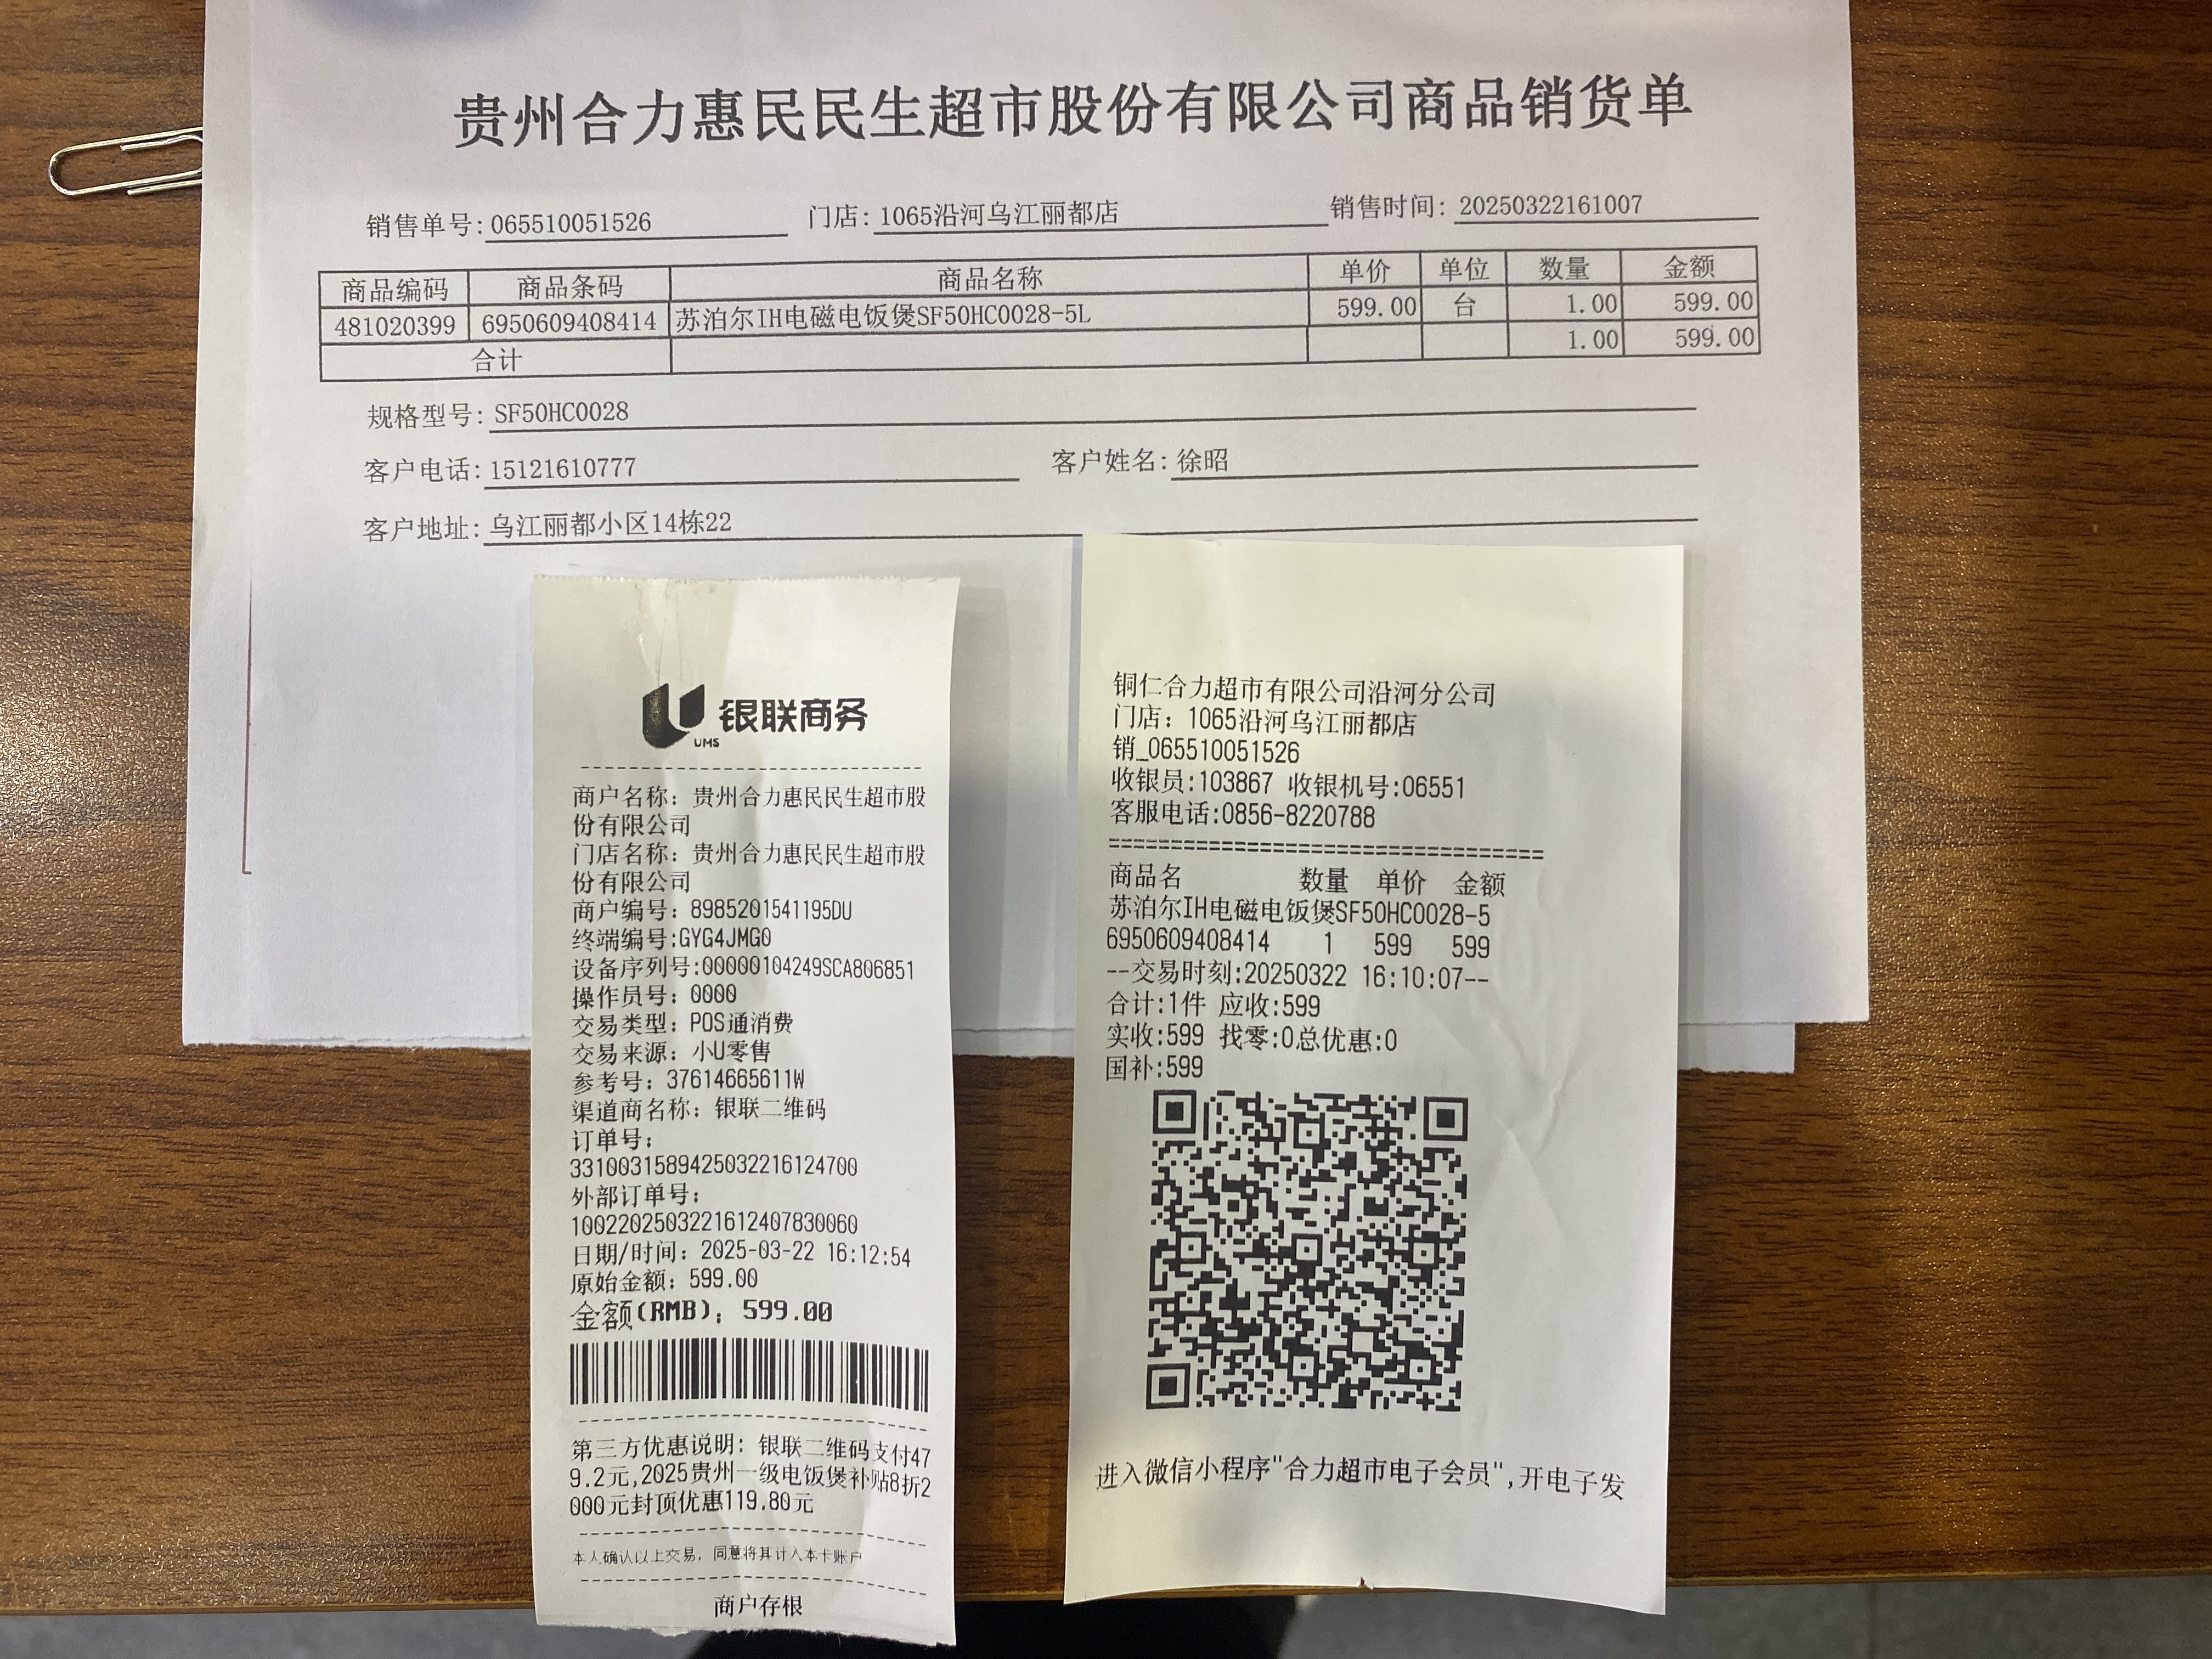 贵州合力惠民民生超市股份有限公司商品销货单
销售单号:065510051526 门店:1065沿河乌江丽都店 销售时间:20250322161007
商品编码 商品条码 商品名称 单价 单位 数量 金额
481020399 6950609408414 苏泊尔IH电磁电饭煲SF50HC0028-5L 599.00 台 1.00 599.00
合计 1.00 599.00
规格型号:SF50HC0028
客户电话:15121610777 客户姓名:徐昭
客户地址:乌江丽都小区14栋22
银联商务
UMS
商户名称：贵州合力惠民民生超市股
份有限公司
门店名称：贵州合力惠民民生超市股
份有限公司
商户编号：8985201541195DU
终端编号:GYG4JMG0
设备序列号:00000104249SCA806851
操作员号：0000
交易类型：POS通消费
交易来源：小U零售
参考号：37614665611W
渠道商名称：银联二维码
订单号：
33100315894250322161247​00
外部订单号：
1002202503221612407830060
日期/时间：2025-03-22 16:12:54
原始金额：599.00
金额(RMB)：599.00
第三方优惠说明：银联二维码支付47
9.2元,2025贵州一级电饭煲补贴8折2
000元封顶优惠119.80元
本人确认以上交易，同意将其计入本卡账户
商户存根
铜仁合力超市有限公司沿河分公司
门店：1065沿河乌江丽都店
销_065510051526
收银员:103867 收银机号:06551
客服电话:0856-8220788
===================================
商品名 数量 单价 金额
苏泊尔IH电磁电饭煲SF50HC0028-5
6950609408414 1 599 599
--交易时刻:20250322 16:10:07--
合计:1件 应收:599
实收:599 找零:0总优惠:0
国补:599
进入微信小程序"合力超市电子会员",开电子发